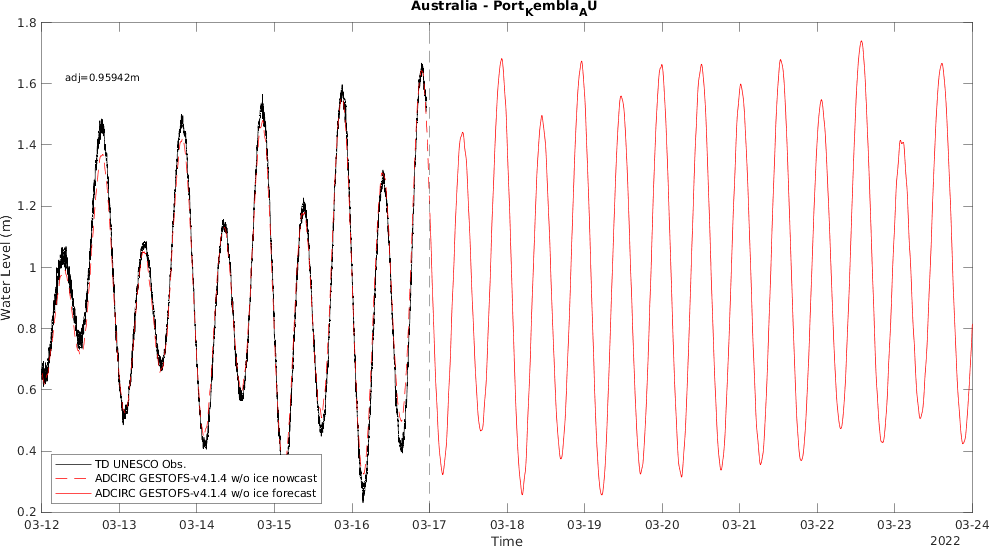 Australia - PortKemblaAU
adj=0.95942m
Water Level (m)
1.8
1.6
1.4
1.2
1
0.8
0.6
0.4
0.2
TD UNESCO Obs.
ADCIRC GESTOFS-v4.1.4 w/o ice nowcast
ADCIRC GESTOFS-v4.1.4 w/o ice forecast
03-12 03-13 03-14 03-15 03-16 03-17 03-18 03-19 03-20 03-21 03-22 03-23 03-24
Time
2022